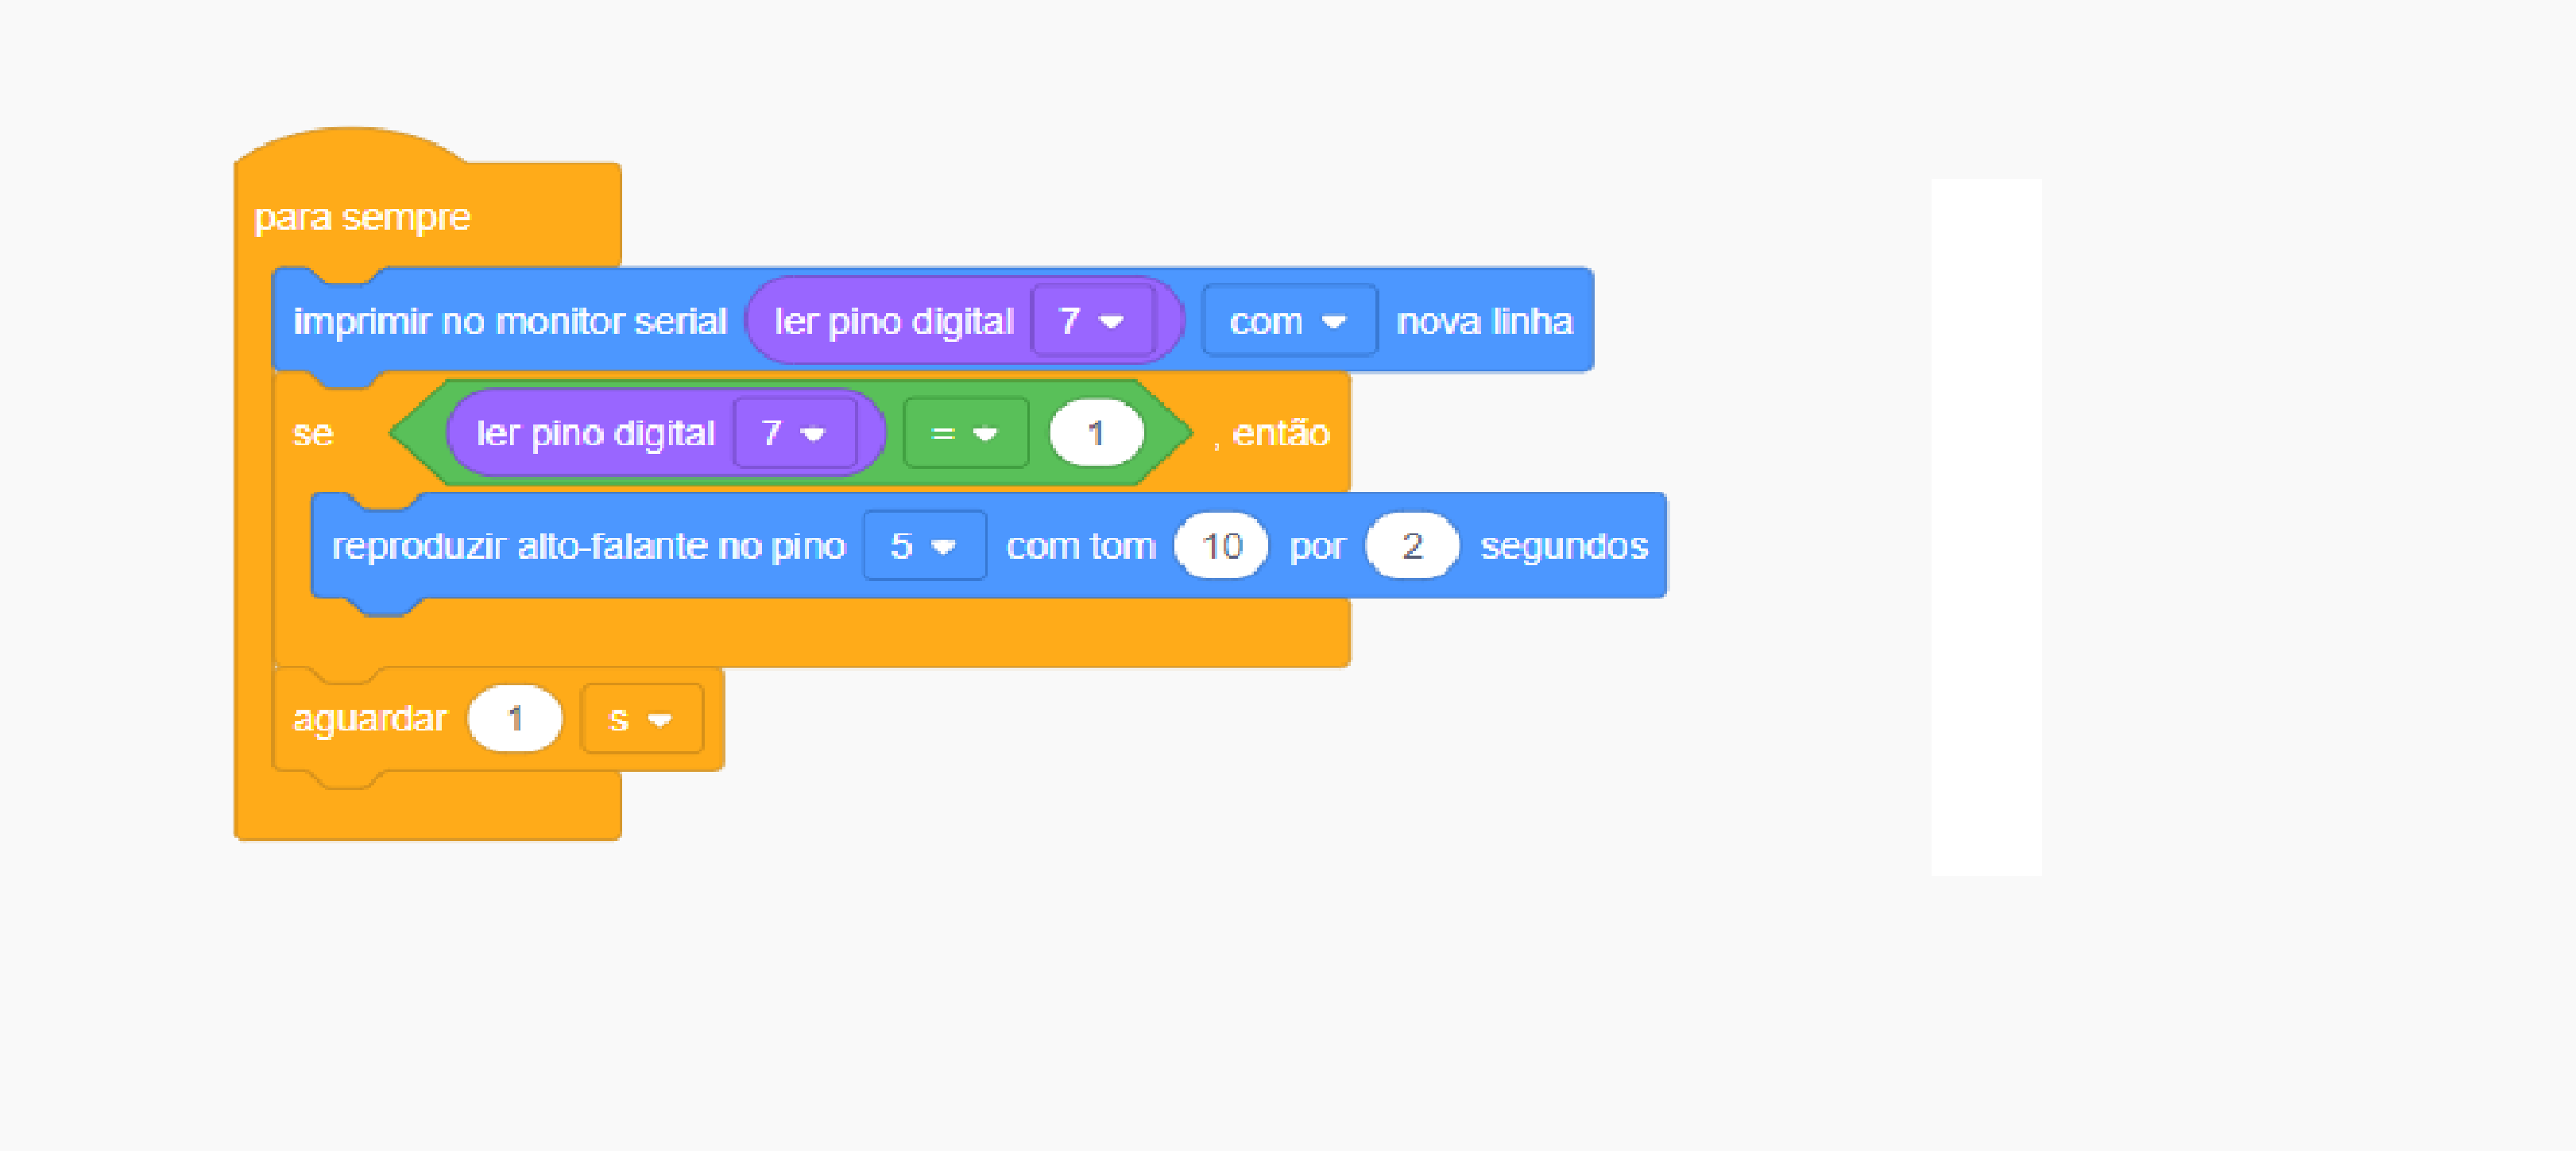 para sempre
imprimir no monitor serial ler pino digital 7 com nova linha
se ler pino digital 7 = 1 , então
reproduzir alto-falante no pino 5 com tom 10 por 2 segundos
aguardar 1 s